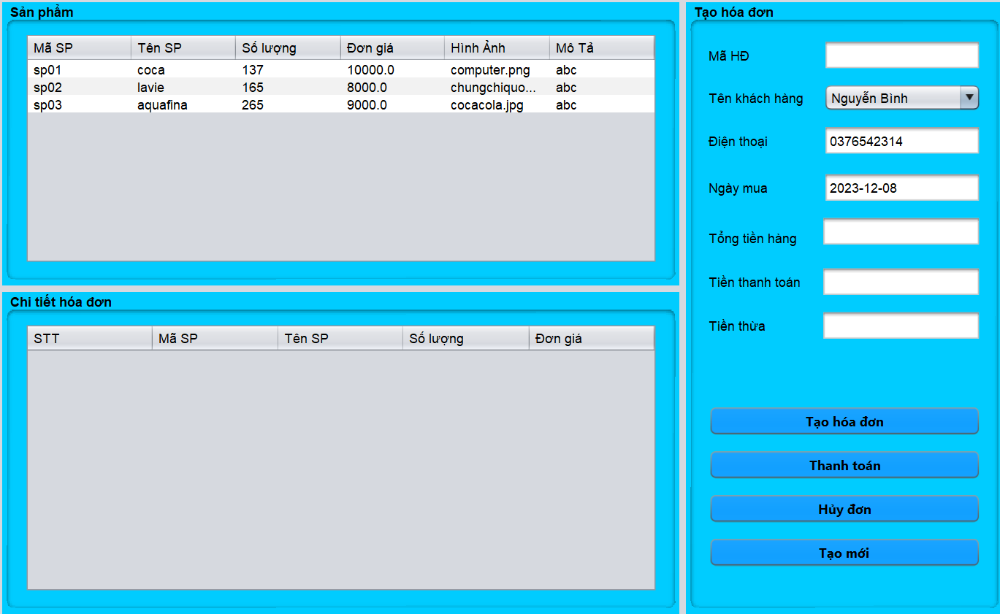 Sản phẩm
Mã SP Tên SP Số lượng Đơn giá Hình Ảnh Mô Tả
sp01 coca 137 10000.0 computer.png abc
sp02 lavie 165 8000.0 chungchiquo... abc
sp03 aquafina 265 9000.0 cocacola.jpg abc
Chi tiết hóa đơn
STT Mã SP Tên SP Số lượng Đơn giá
Tạo hóa đơn
Mã HĐ
Tên khách hàng Nguyễn Bình
Điện thoại 0376542314
Ngày mua 2023-12-08
Tổng tiền hàng
Tiền thanh toán
Tiền thừa
Tạo hóa đơn
Thanh toán
Hủy đơn
Tạo mới